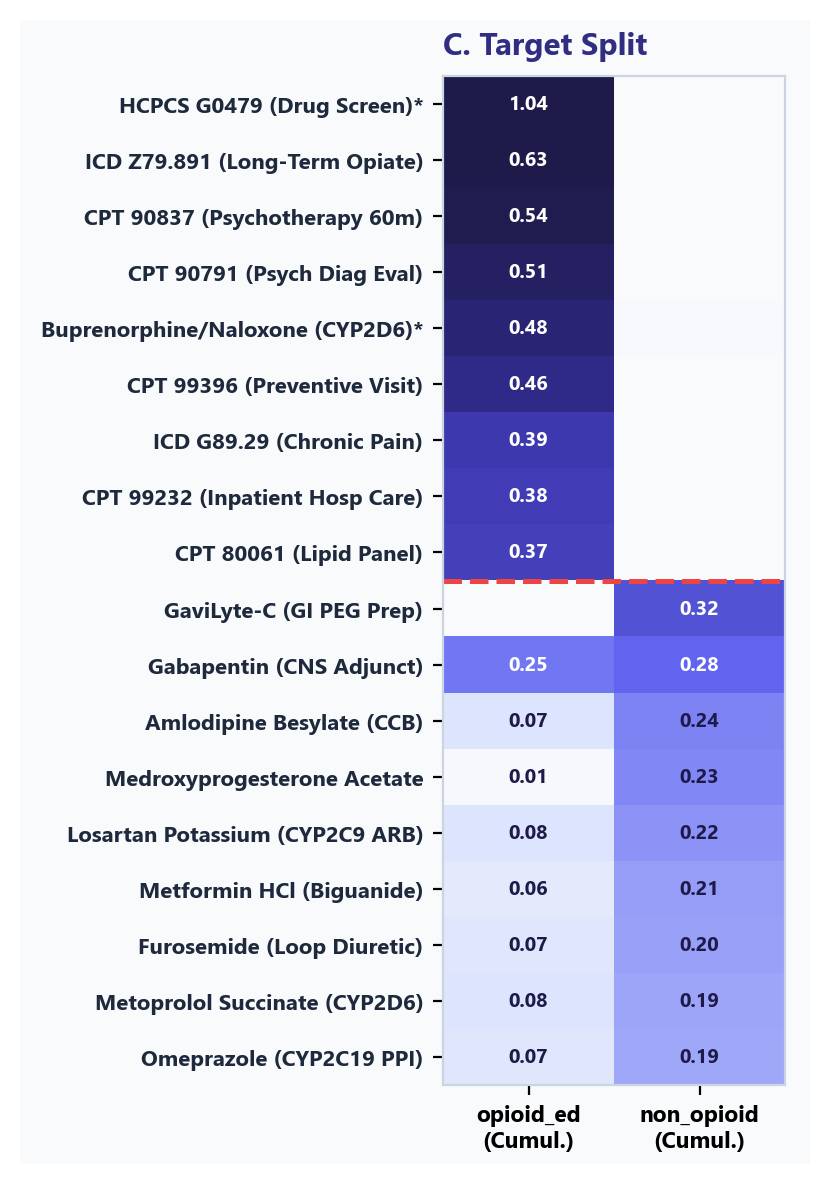 C. Target Split
HCPCS G0479 (Drug Screen)* 1.04
ICD Z79.891 (Long-Term Opiate) 0.63
CPT 90837 (Psychotherapy 60m) 0.54
CPT 90791 (Psych Diag Eval) 0.51
Buprenorphine/Naloxone (CYP2D6)* 0.48
CPT 99396 (Preventive Visit) 0.46
ICD G89.29 (Chronic Pain) 0.39
CPT 99232 (Inpatient Hosp Care) 0.38
CPT 80061 (Lipid Panel) 0.37
GaviLyte-C (GI PEG Prep) 0.32
Gabapentin (CNS Adjunct) 0.25 0.28
Amlodipine Besylate (CCB) 0.07 0.24
Medroxyprogesterone Acetate 0.01 0.23
Losartan Potassium (CYP2C9 ARB) 0.08 0.22
Metformin HCl (Biguanide) 0.06 0.21
Furosemide (Loop Diuretic) 0.07 0.20
Metoprolol Succinate (CYP2D6) 0.08 0.19
Omeprazole (CYP2C19 PPI) 0.07 0.19
opioid_ed non_opioid
(Cumul.) (Cumul.)